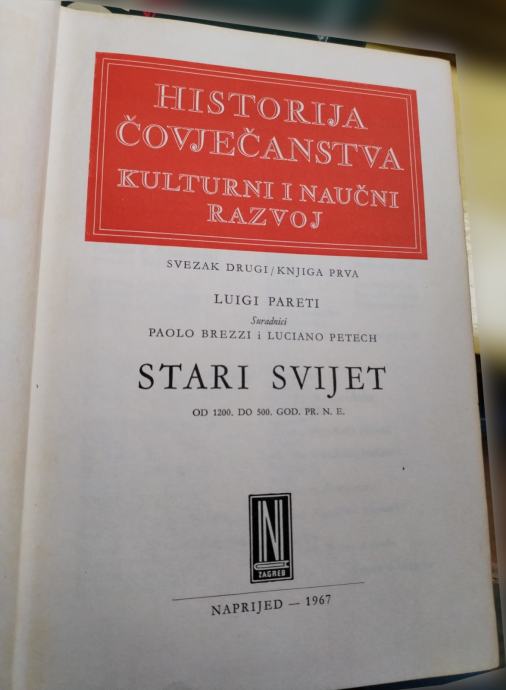 HISTORIJA
ČOVJEČANSTVA
KULTURNI I NAUČNI
RAZVOJ
SVEZAK DRUGI/KNJIGA PRVA
LUIGI PARETI
Suradnici
PAOLO BREZZI i LUCIANO PETECH
STARI SVIJET
OD 1200. DO 500. GOD. PR. N. E.
N
ZAGREB
NAPRIJED — 1967